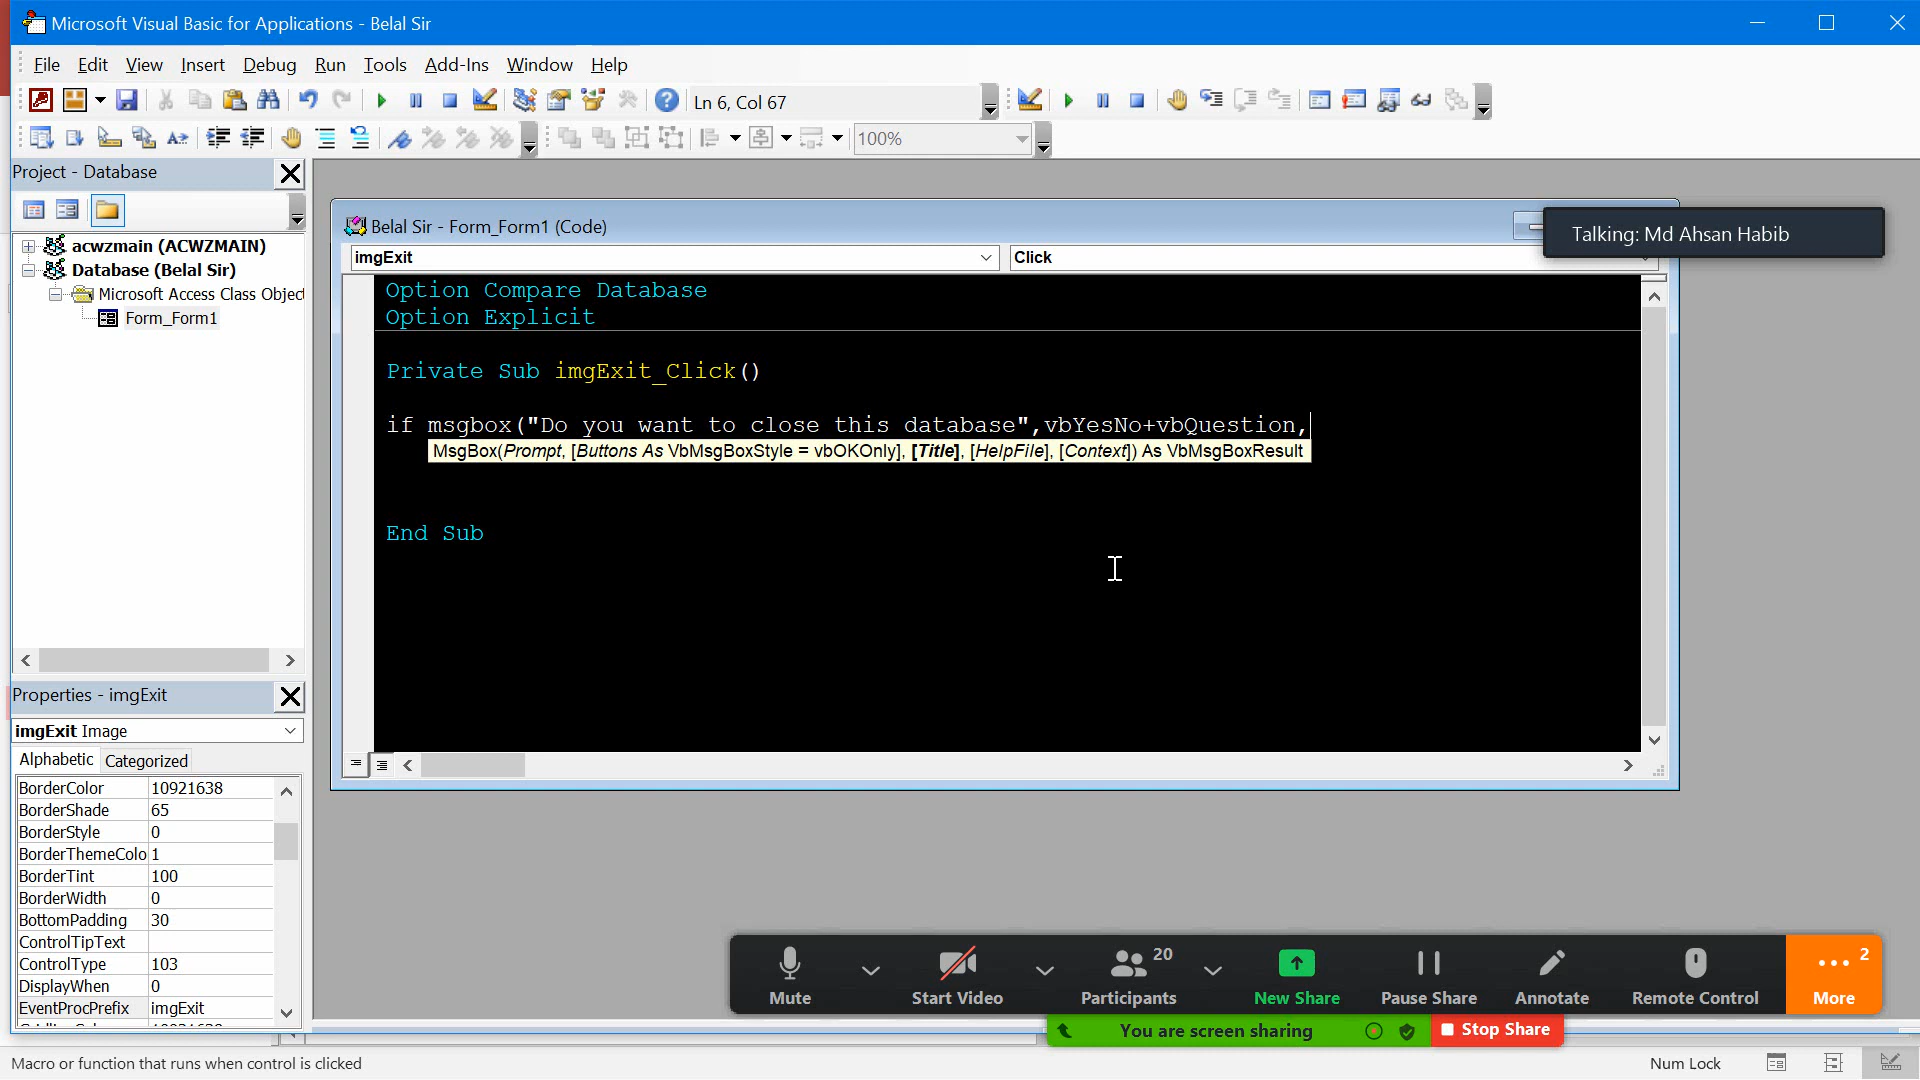 Microsoft Visual Basic for Applications - Belal Sir
File Edit View Insert Debug Run Tools Add-Ins Window Help
Ln 6, Col 67
100%
Project - Database
acwzmain (ACWZMAIN)
Database (Belal Sir)
Microsoft Access Class Object
Form_Form1
Belal Sir - Form_Form1 (Code)
Talking: Md Ahsan Habib
imgExit
Click
Option Compare Database
Option Explicit
Private Sub imgExit_Click()
if msgbox("Do you want to close this database",vbYesNo+vbQuestion,
MsgBox(Prompt, [Buttons As VbMsgBoxStyle = vbOKOnly], [Title], [HelpFile], [Context]) As VbMsgBoxResult
End Sub
Properties - imgExit
imgExit Image
Alphabetic Categorized
BorderColor 10921638
BorderShade 65
BorderStyle 0
BorderThemeColo 1
BorderTint 100
BorderWidth 0
BottomPadding 30
ControlTipText
ControlType 103
DisplayWhen 0
EventProcPrefix imgExit
Mute
Start Video
20
Participants
New Share
Pause Share
Annotate
Remote Control
2
More
You are screen sharing
Stop Share
Macro or function that runs when control is clicked
Num Lock